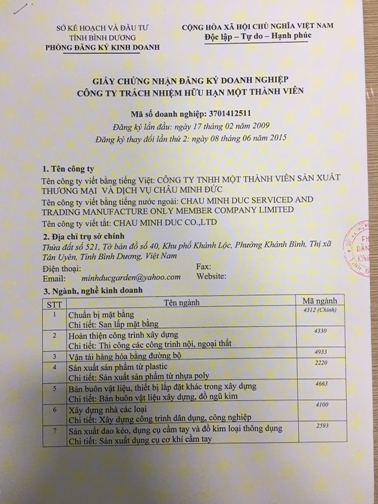 SỞ KẾ HOẠCH VÀ ĐẦU TƯ
TỈNH BÌNH DƯƠNG
PHÒNG ĐĂNG KÝ KINH DOANH
CỘNG HÒA XÃ HỘI CHỦ NGHĨA VIỆT NAM
Độc lập – Tự do – Hạnh phúc
GIẤY CHỨNG NHẬN ĐĂNG KÝ DOANH NGHIỆP
CÔNG TY TRÁCH NHIỆM HỮU HẠN MỘT THÀNH VIÊN
Mã số doanh nghiệp: 3701412511
Đăng ký lần đầu: ngày 17 tháng 02 năm 2009
Đăng ký thay đổi lần thứ 2: ngày 08 tháng 06 năm 2015
1. Tên công ty
Tên công ty viết bằng tiếng Việt: CÔNG TY TNHH MỘT THÀNH VIÊN SẢN XUẤT
THƯƠNG MẠI VÀ DỊCH VỤ CHÂU MINH ĐỨC
Tên công ty viết bằng tiếng nước ngoài: CHAU MINH DUC SERVICED AND
TRADING MANUFACTURE ONLY MEMBER COMPANY LIMITED
Tên công ty viết tắt: CHAU MINH DUC CO.,LTD
2. Địa chỉ trụ sở chính
Thửa đất số 521, Tờ bản đồ số 40, Khu phố Khánh Lộc, Phường Khánh Bình, Thị xã
Tân Uyên, Tỉnh Bình Dương, Việt Nam
Điện thoại: Fax:
Email: minhducgarden@yahoo.com Website:
3. Ngành, nghề kinh doanh
STT Tên ngành Mã ngành
1 Chuẩn bị mặt bằng 4312 (Chính)
Chi tiết: San lấp mặt bằng
2 Hoàn thiện công trình xây dựng 4330
Chi tiết: Thi công các công trình nội, ngoại thất
3 Vận tải hàng hóa bằng đường bộ 4933
4 Sản xuất sản phẩm từ plastic 2220
Chi tiết: Sản xuất sản phẩm từ nhựa poly
5 Bán buôn vật liệu, thiết bị lắp đặt khác trong xây dựng 4663
Chi tiết: Bán buôn vật liệu xây dựng, đồ ngũ kim
6 Xây dựng nhà các loại 4100
Chi tiết: Xây dựng công trình dân dụng, công nghiệp
7 Sản xuất dao kéo, dụng cụ cầm tay và đồ kim loại thông dụng 2593
Chi tiết: Sản xuất dụng cụ cơ khí cầm tay